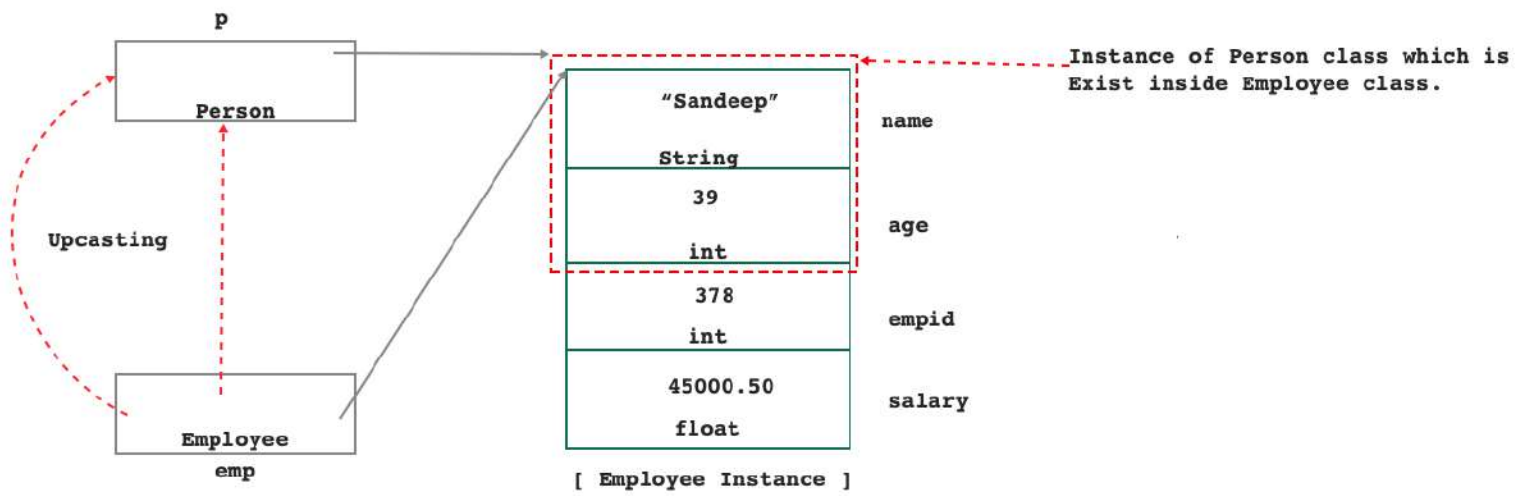 p
Person
Upcasting
Employee
emp
“Sandeep”
String
name
39
int
age
378
int
empid
45000.50
float
salary
[ Employee Instance ]
Instance of Person class which is
Exist inside Employee class.